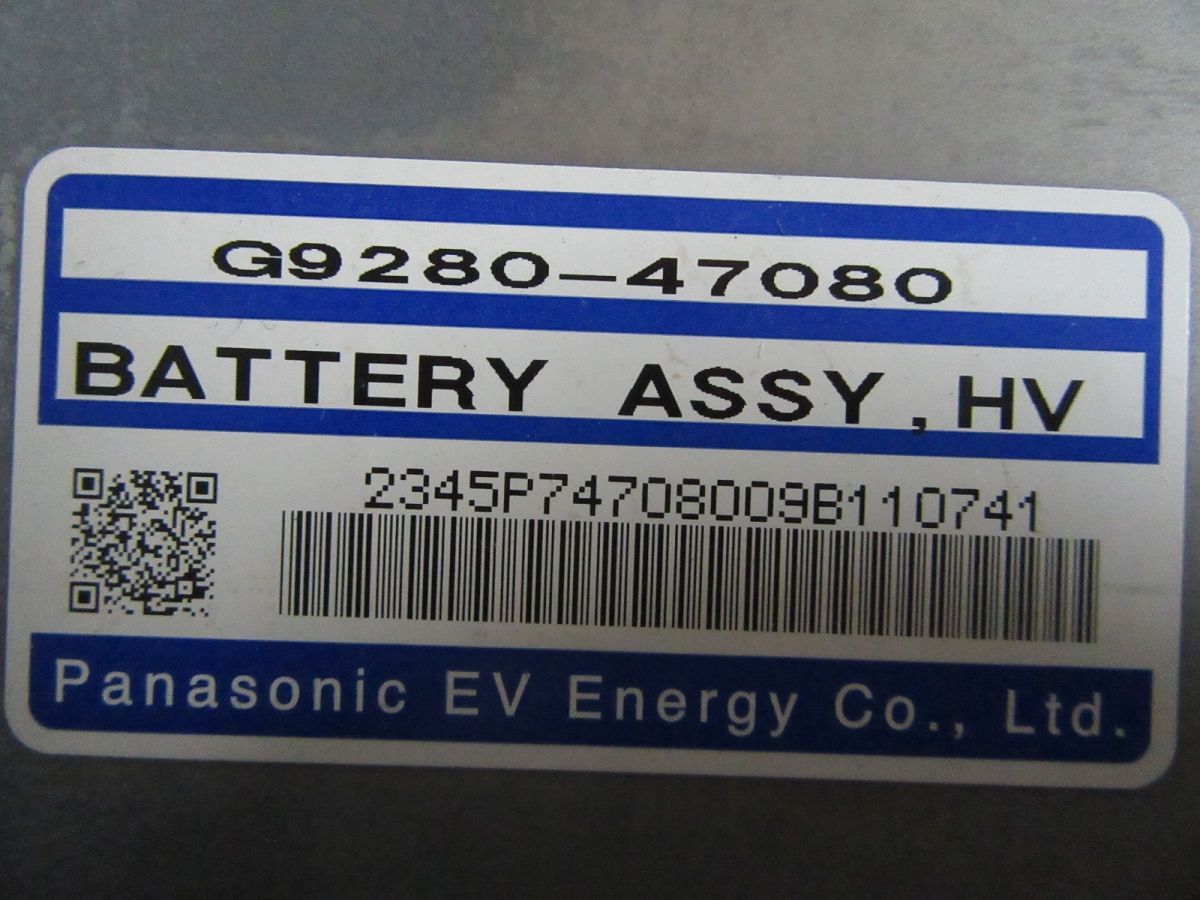 G9280-47080
BATTERY ASSY,HV
2345P74708009B110741
Panasonic EV Energy Co., Ltd.